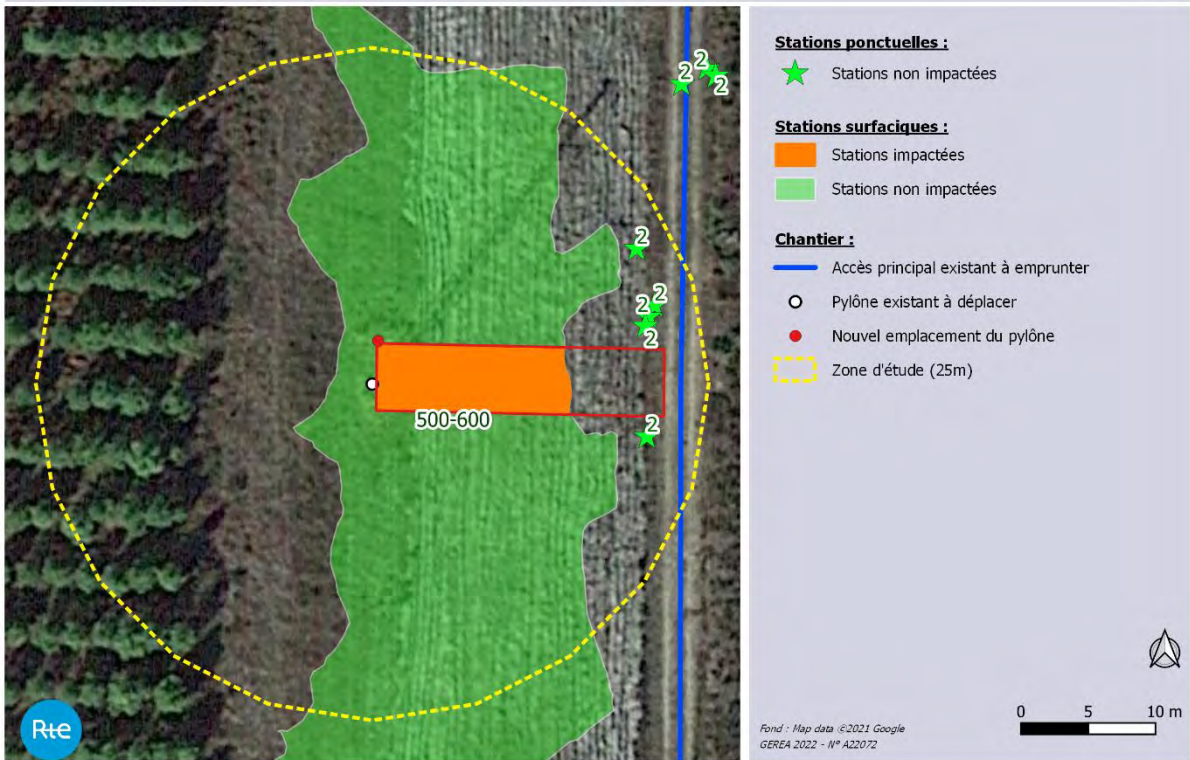 2
2
2
2
2
2
2
500-600
2
Rte
Stations ponctuelles :
Stations non impactées
Stations surfaciques :
Stations impactées
Stations non impactées
Chantier :
Accès principal existant à emprunter
Pylône existant à déplacer
Nouvel emplacement du pylône
Zone d'étude (25m)
0 5 10 m
Fond : Map data ©2021 Google
GEREA 2022 - N° A22072